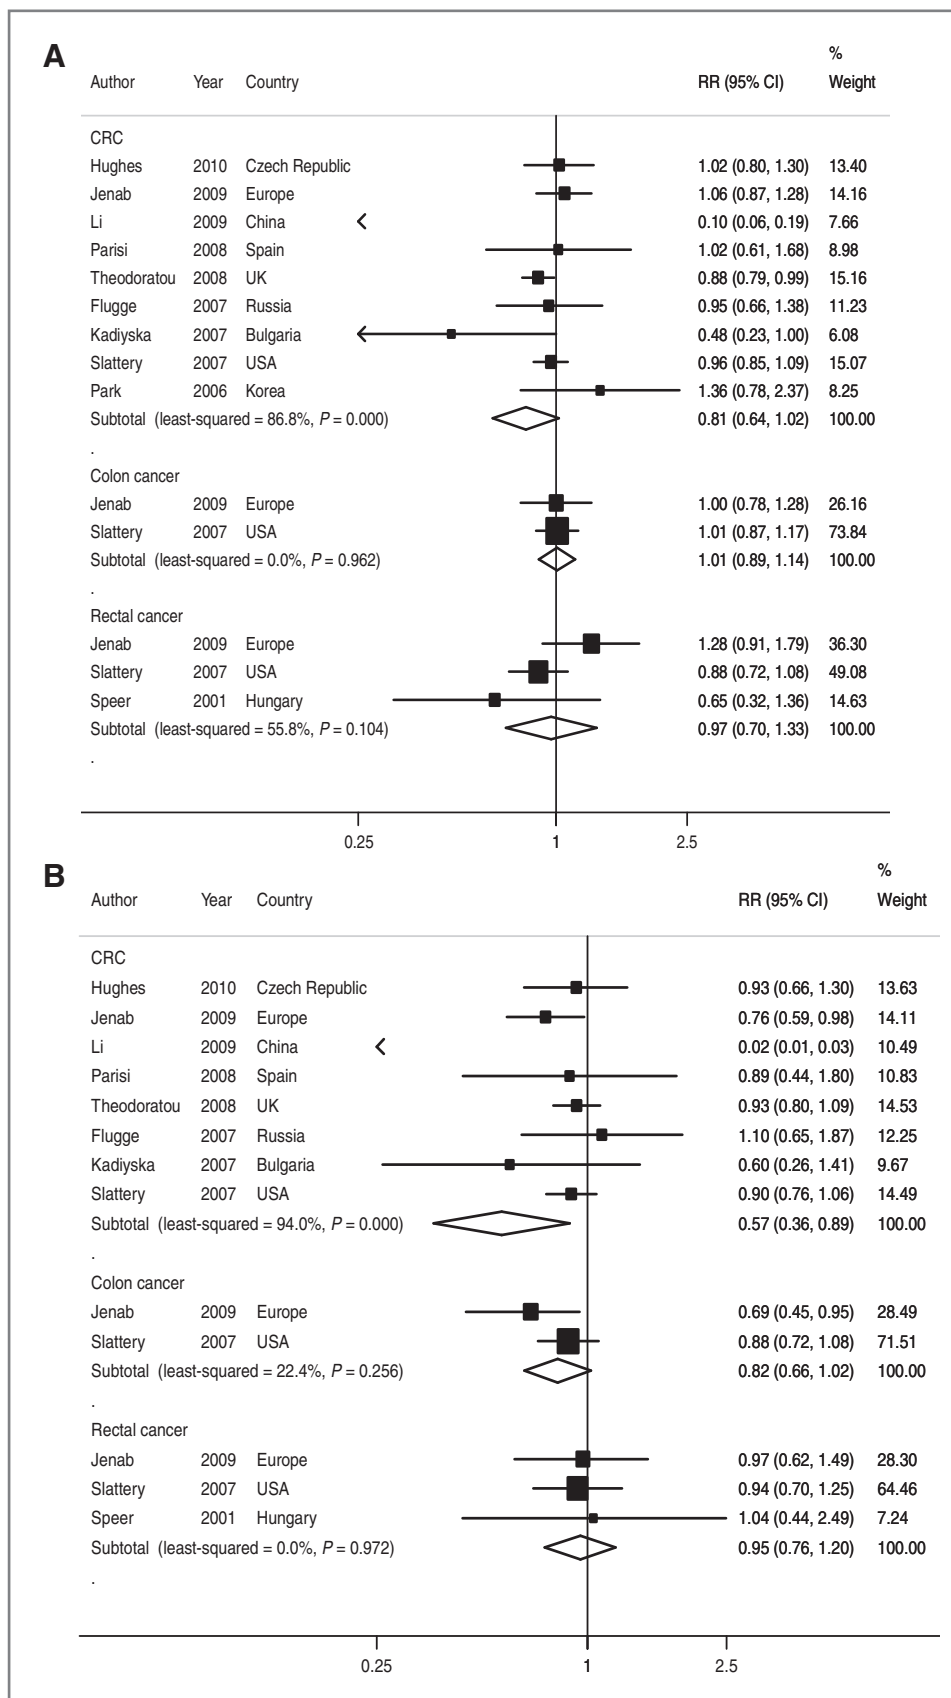 A
%
Author Year Country RR (95% CI) Weight
CRC
Hughes 2010 Czech Republic 1.02 (0.80, 1.30) 13.40
Jenab 2009 Europe 1.06 (0.87, 1.28) 14.16
Li 2009 China 0.10 (0.06, 0.19) 7.66
Parisi 2008 Spain 1.02 (0.61, 1.68) 8.98
Theodoratou 2008 UK 0.88 (0.79, 0.99) 15.16
Flugge 2007 Russia 0.95 (0.66, 1.38) 11.23
Kadiyska 2007 Bulgaria 0.48 (0.23, 1.00) 6.08
Slattery 2007 USA 0.96 (0.85, 1.09) 15.07
Park 2006 Korea 1.36 (0.78, 2.37) 8.25
Subtotal (least-squared = 86.8%, P = 0.000) 0.81 (0.64, 1.02) 100.00
.
Colon cancer
Jenab 2009 Europe 1.00 (0.78, 1.28) 26.16
Slattery 2007 USA 1.01 (0.87, 1.17) 73.84
Subtotal (least-squared = 0.0%, P = 0.962) 1.01 (0.89, 1.14) 100.00
.
Rectal cancer
Jenab 2009 Europe 1.28 (0.91, 1.79) 36.30
Slattery 2007 USA 0.88 (0.72, 1.08) 49.08
Speer 2001 Hungary 0.65 (0.32, 1.36) 14.63
Subtotal (least-squared = 55.8%, P = 0.104) 0.97 (0.70, 1.33) 100.00
.
0.25 1 2.5
B
%
Author Year Country RR (95% CI) Weight
CRC
Hughes 2010 Czech Republic 0.93 (0.66, 1.30) 13.63
Jenab 2009 Europe 0.76 (0.59, 0.98) 14.11
Li 2009 China 0.02 (0.01, 0.03) 10.49
Parisi 2008 Spain 0.89 (0.44, 1.80) 10.83
Theodoratou 2008 UK 0.93 (0.80, 1.09) 14.53
Flugge 2007 Russia 1.10 (0.65, 1.87) 12.25
Kadiyska 2007 Bulgaria 0.60 (0.26, 1.41) 9.67
Slattery 2007 USA 0.90 (0.76, 1.06) 14.49
Subtotal (least-squared = 94.0%, P = 0.000) 0.57 (0.36, 0.89) 100.00
.
Colon cancer
Jenab 2009 Europe 0.69 (0.45, 0.95) 28.49
Slattery 2007 USA 0.88 (0.72, 1.08) 71.51
Subtotal (least-squared = 22.4%, P = 0.256) 0.82 (0.66, 1.02) 100.00
.
Rectal cancer
Jenab 2009 Europe 0.97 (0.62, 1.49) 28.30
Slattery 2007 USA 0.94 (0.70, 1.25) 64.46
Speer 2001 Hungary 1.04 (0.44, 2.49) 7.24
Subtotal (least-squared = 0.0%, P = 0.972) 0.95 (0.76, 1.20) 100.00
.
0.25 1 2.5